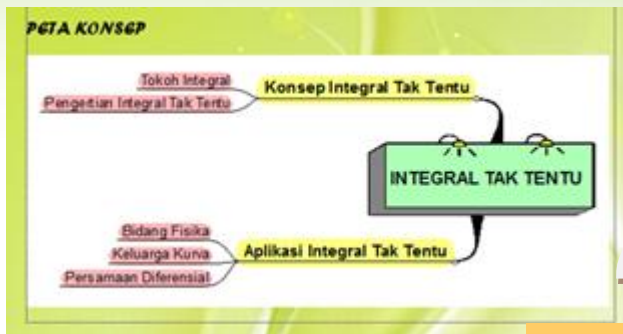 PETA KONSEP
Tokoh Integral
Konsep Integral Tak Tentu
Pengertian Integral Tak Tentu
INTEGRAL TAK TENTU
Bidang Fisika
Keluarga Kurva
Aplikasi Integral Tak Tentu
Persamaan Diferensial